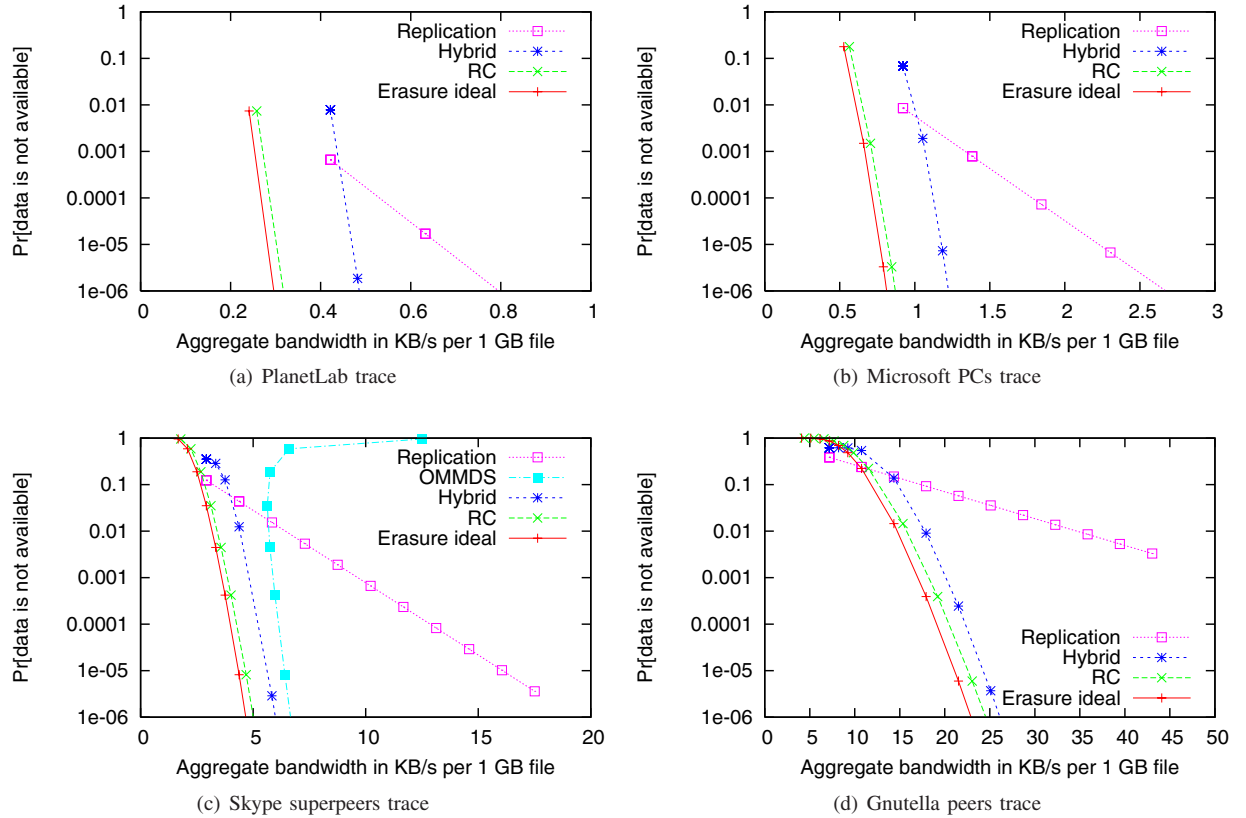 Pr[data is not available]
1
0.1
0.01
0.001
0.0001
1e-05
1e-06
Replication
Hybrid
RC
Erasure ideal
0 0.2 0.4 0.6 0.8 1
Aggregate bandwidth in KB/s per 1 GB file
(a) PlanetLab trace
Pr[data is not available]
1
0.1
0.01
0.001
0.0001
1e-05
1e-06
Replication
Hybrid
RC
Erasure ideal
0 0.5 1 1.5 2 2.5 3
Aggregate bandwidth in KB/s per 1 GB file
(b) Microsoft PCs trace
Pr[data is not available]
1
0.1
0.01
0.001
0.0001
1e-05
1e-06
Replication
OMMDS
Hybrid
RC
Erasure ideal
0 5 10 15 20
Aggregate bandwidth in KB/s per 1 GB file
(c) Skype superpeers trace
Pr[data is not available]
1
0.1
0.01
0.001
0.0001
1e-05
1e-06
Replication
Hybrid
RC
Erasure ideal
0 5 10 15 20 25 30 35 40 45 50
Aggregate bandwidth in KB/s per 1 GB file
(d) Gnutella peers trace